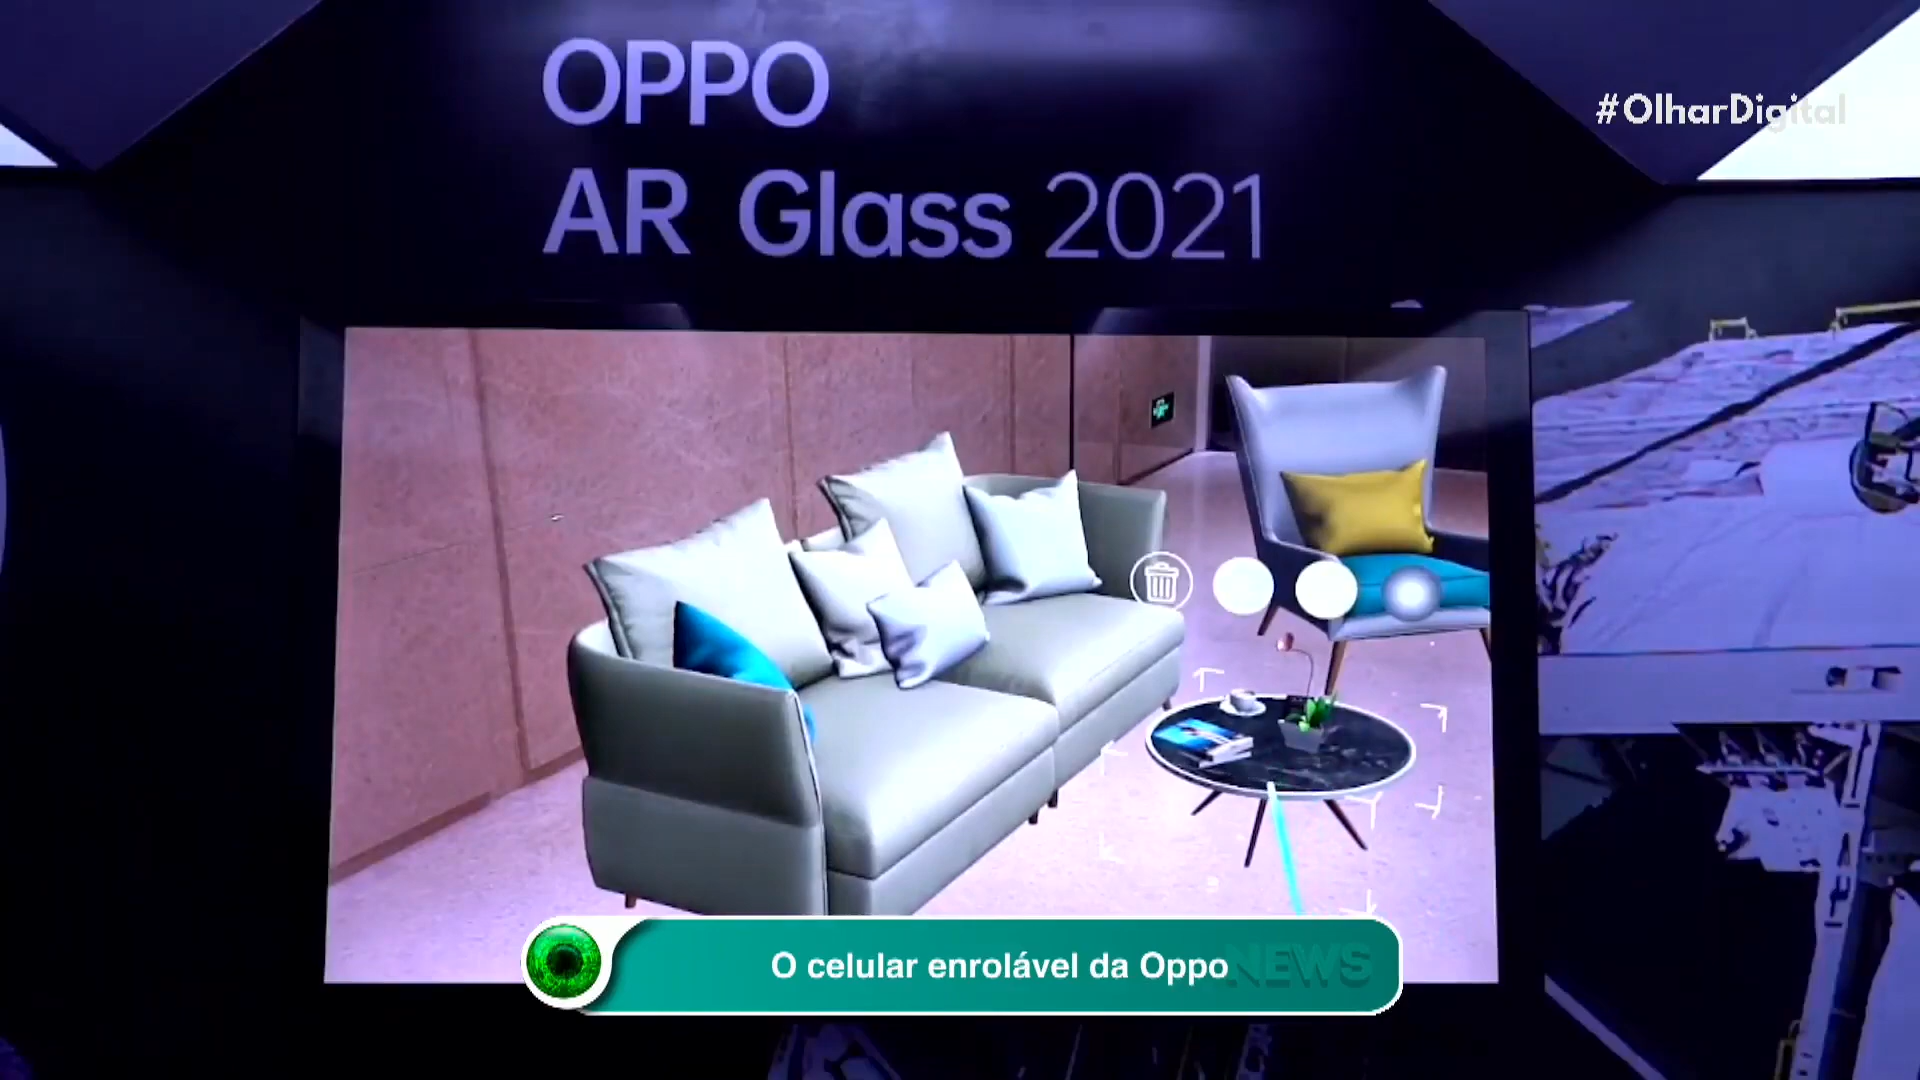 OPPO
AR Glass 2021
#OlharDigital
O celular enrolável da Oppo
NEWS